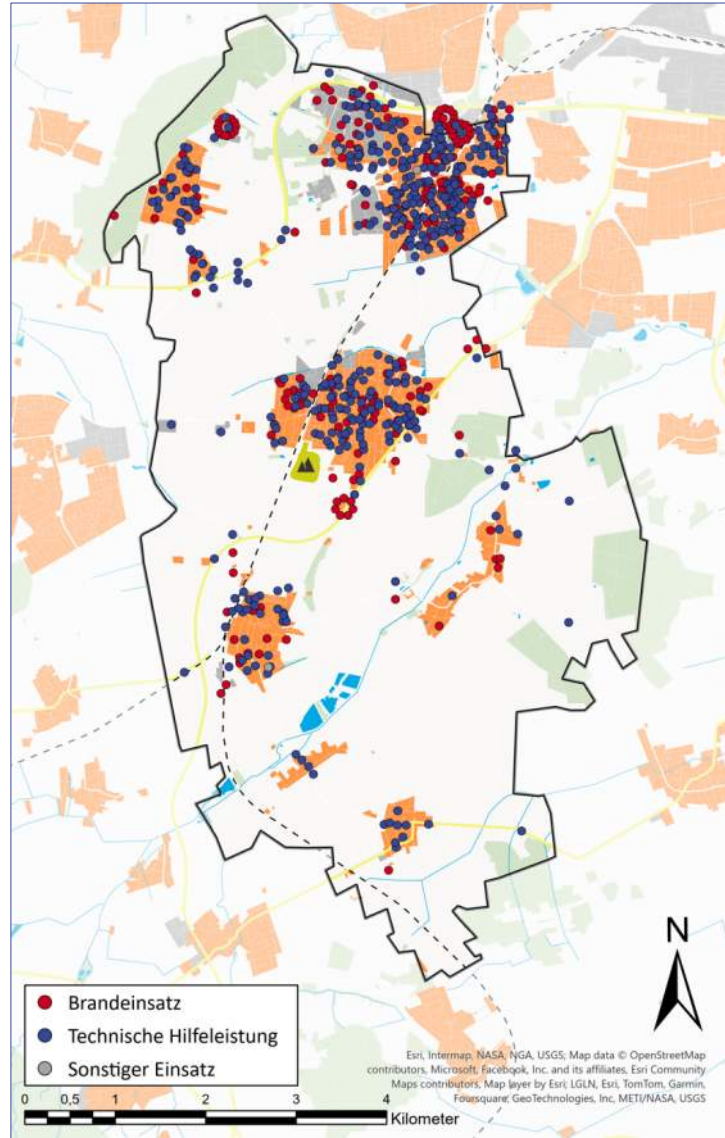 N
Brandeinsatz
Technische Hilfeleistung
Sonstiger Einsatz
Esri, Intermap, NASA, NGA, USGS; Map data © OpenStreetMap
contributors, Microsoft, Facebook, Inc. and its affiliates, Esri Community
Maps contributors, Map layer by Esri; LGLN, Esri, TomTom, Garmin,
Foursquare, GeoTechnologies, Inc, METI/NASA, USGS
0 0,5 1 2 3 4
Kilometer